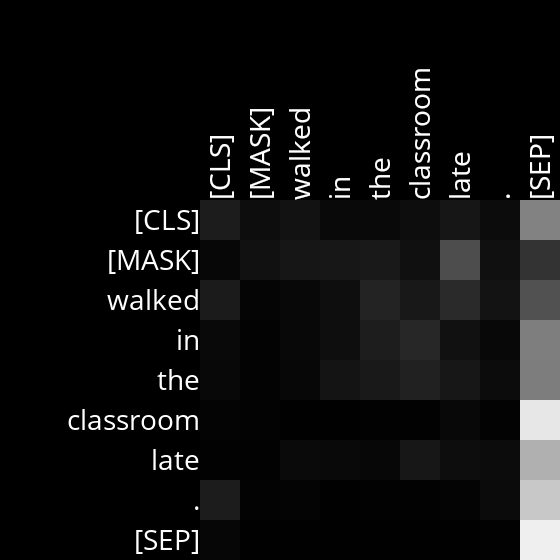 [CLS]
[MASK]
walked
in
the
classroom
late
.
[SEP]
[CLS]
[MASK]
walked
in
the
classroom
late
.
[SEP]